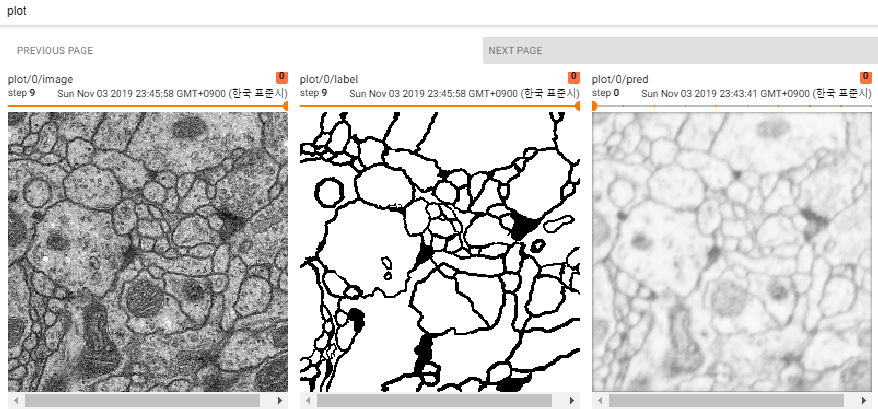 plot
PREVIOUS PAGE
NEXT PAGE
plot/0/image
0
step 9
Sun Nov 03 2019 23:45:58 GMT+0900 (한국 표준시)
plot/0/label
0
step 9
Sun Nov 03 2019 23:45:58 GMT+0900 (한국 표준시)
plot/0/pred
0
step 0
Sun Nov 03 2019 23:43:41 GMT+0900 (한국 표준시)